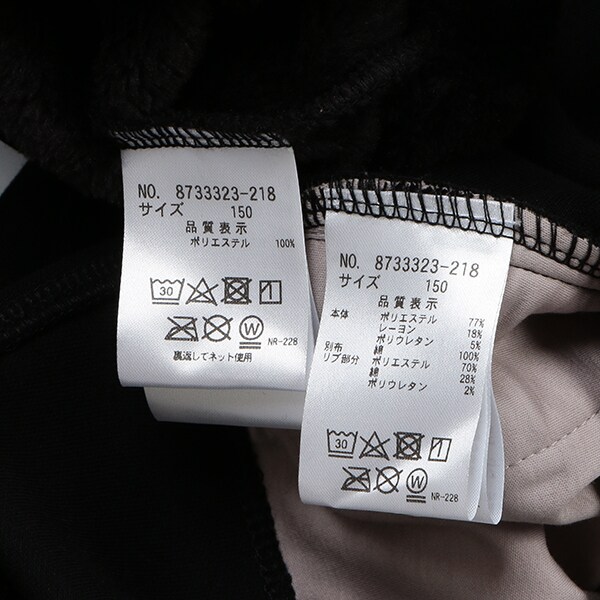 NO. 8733323-218
サイズ 150
品質表示
ポリエステル 100%
30
W
NR-228
裏返してネット使用
NO. 8733323-218
サイズ 150
品質表示
本体 ポリエステル 77%
レーヨン 18%
ポリウレタン 5%
別布 綿 100%
リブ部分 ポリエステル 70%
綿 28%
ポリウレタン 2%
30
W
NR-228